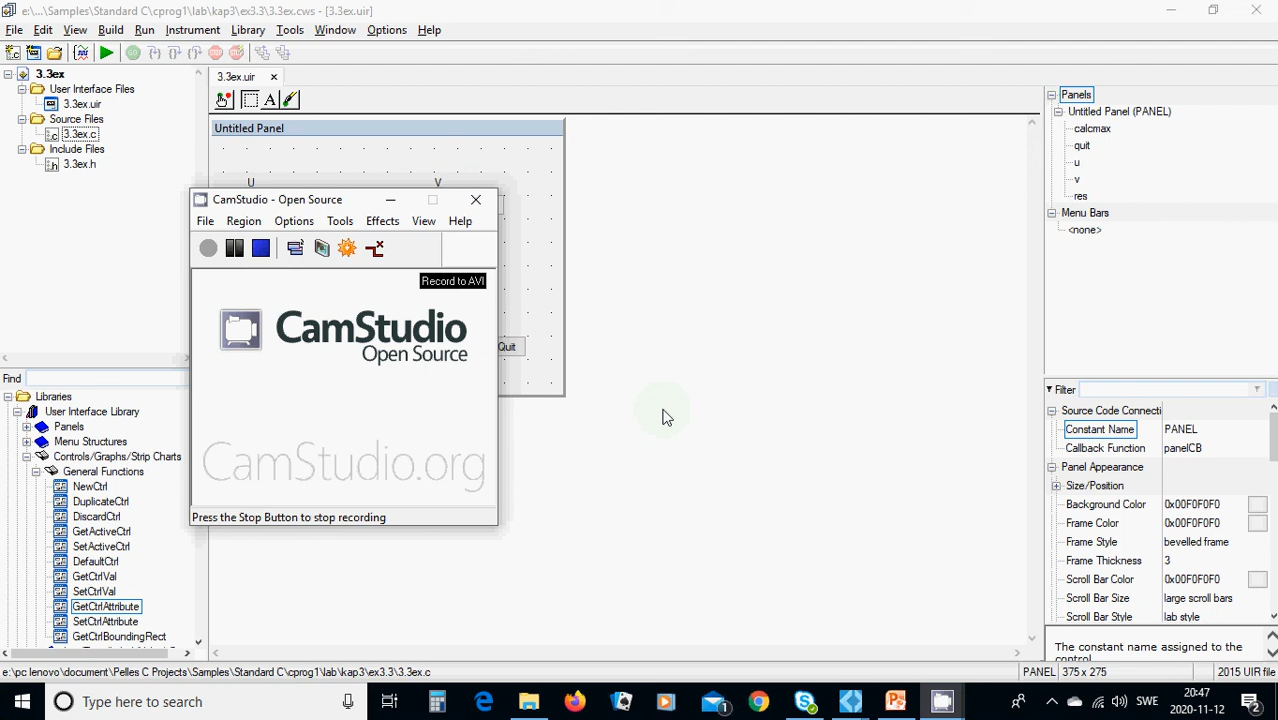 e:\...\Samples\Standard C\cprog1\lab\kap3\ex3.3\3.3ex.cws - [3.3ex.uir]
File Edit View Build Run Instrument Library Tools Window Options Help
3.3ex
User Interface Files
3.3ex.uir
Source Files
3.3ex.c
Include Files
3.3ex.h
Find
Libraries
User Interface Library
Panels
Menu Structures
Controls/Graphs/Strip Charts
General Functions
NewCtrl
DuplicateCtrl
DiscardCtrl
GetActiveCtrl
SetActiveCtrl
DefaultCtrl
GetCtrlVal
SetCtrlVal
GetCtrlAttribute
SetCtrlAttribute
GetCtrlBoundingRect
3.3ex.uir
A
Untitled Panel
U V
Quit
CamStudio - Open Source
File Region Options Tools Effects View Help
Record to AVI
CamStudio
Open Source
CamStudio.org
Press the Stop Button to stop recording
Panels
Untitled Panel (PANEL)
calcmax
quit
u
v
res
Menu Bars
<none>
Filter
Source Code Connecti
Constant Name PANEL
Callback Function panelCB
Panel Appearance
Size/Position
Background Color 0x00F0F0F0
Frame Color 0x00F0F0F0
Frame Style bevelled frame
Frame Thickness 3
Scroll Bar Color 0x00F0F0F0
Scroll Bar Size large scroll bars
Scroll Bar Style lab style
The constant name assigned to the
control
e:\pc lenovo\document\Pelles C Projects\Samples\Standard C\cprog1\lab\kap3\ex3.3\3.3ex.c PANEL 375 x 275 2015 UIR file
Type here to search
1
SWE
20:47
2020-11-12
2